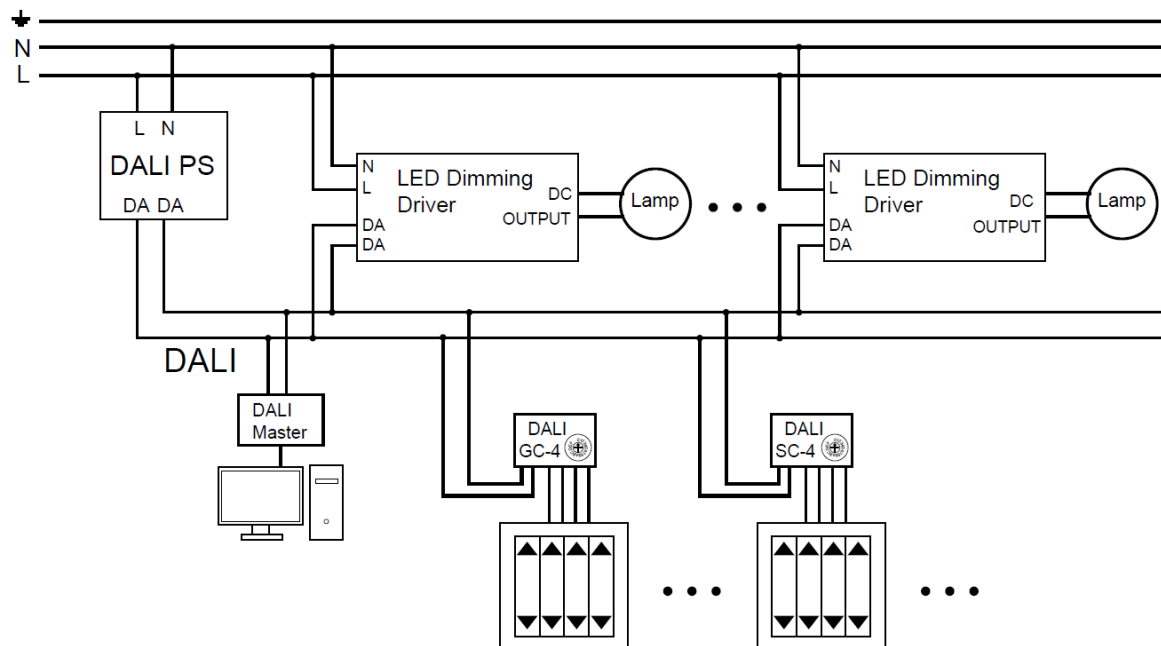 N
L
L N
DALI PS
DA DA
N
L
DA
DA
LED Dimming
Driver
DC
OUTPUT
Lamp
N
L
DA
DA
LED Dimming
Driver
DC
OUTPUT
Lamp
DALI
DALI
Master
DALI
GC-4
DALI
SC-4